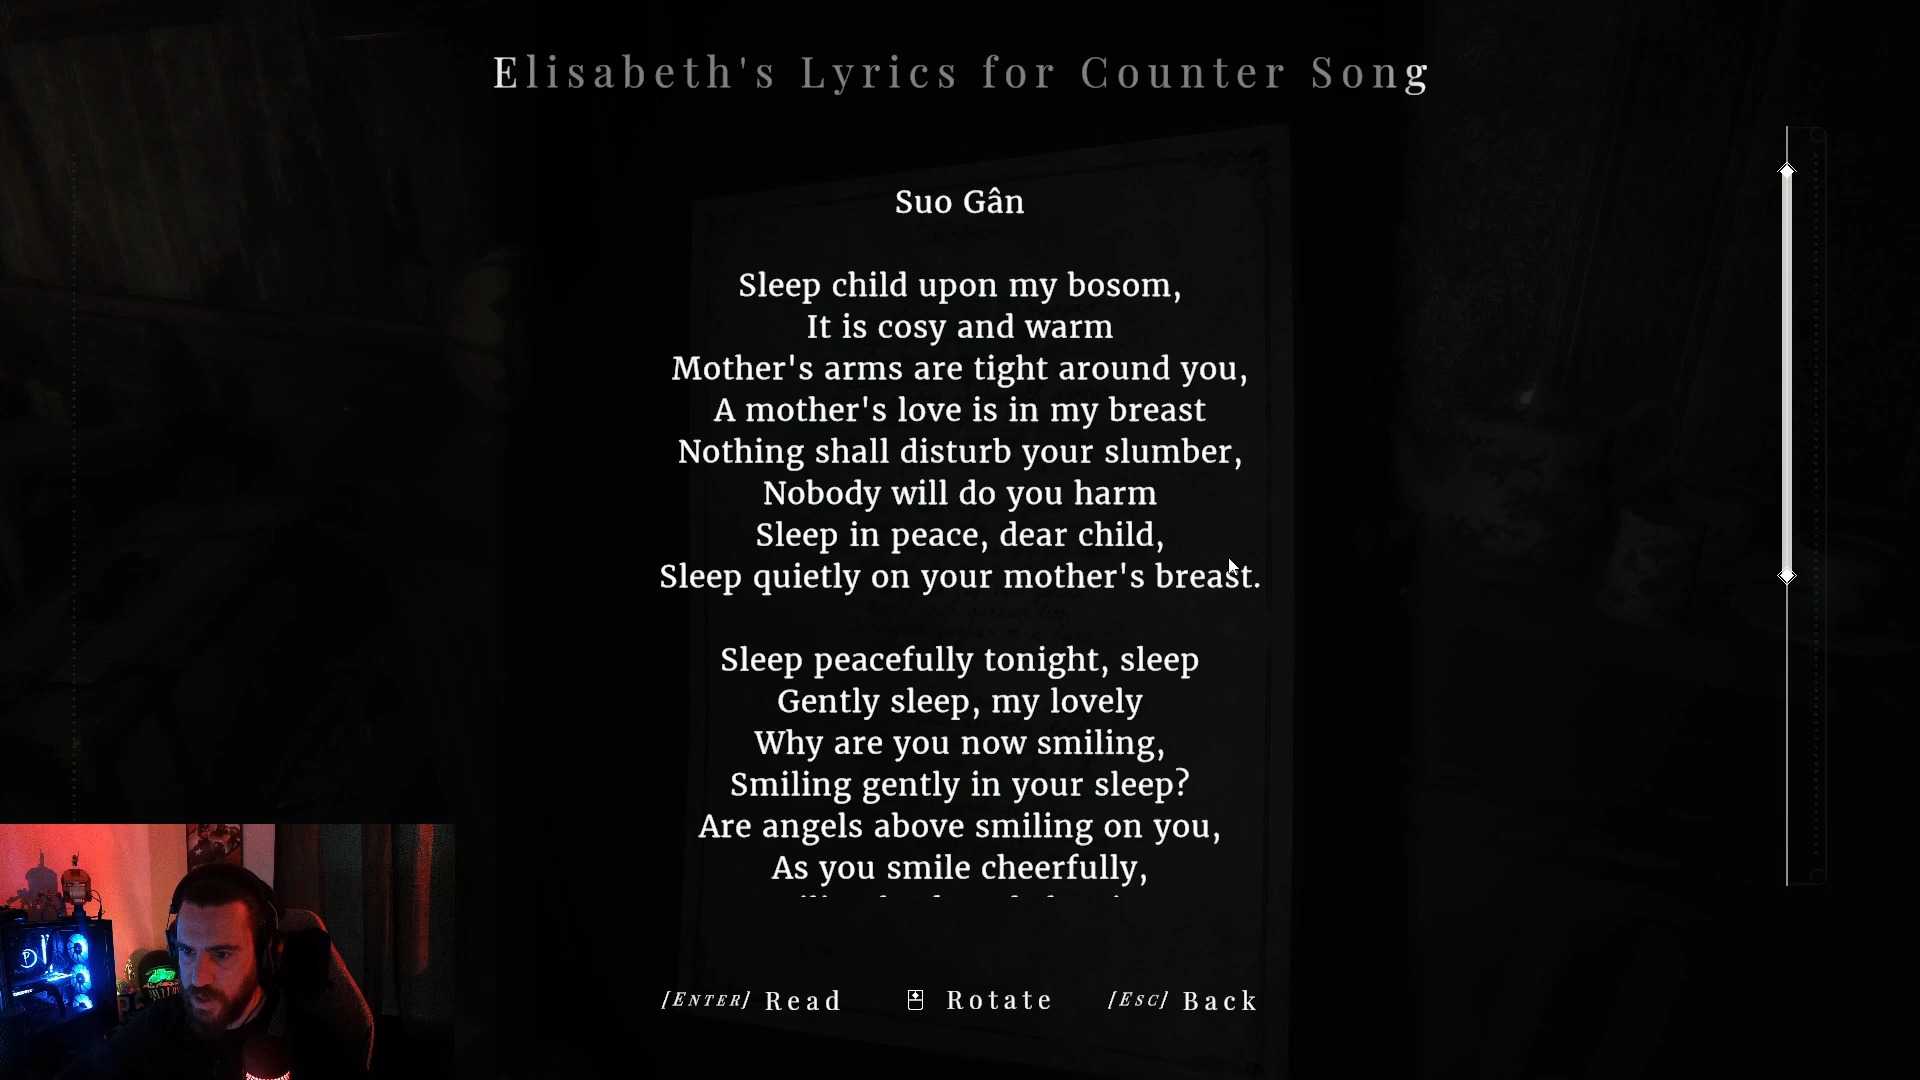 Elisabeth's Lyrics for Counter Song
Suo Gân
Sleep child upon my bosom,
It is cosy and warm
Mother's arms are tight around you,
A mother's love is in my breast
Nothing shall disturb your slumber,
Nobody will do you harm
Sleep in peace, dear child,
Sleep quietly on your mother's breast.
Sleep peacefully tonight, sleep
Gently sleep, my lovely
Why are you now smiling,
Smiling gently in your sleep?
Are angels above smiling on you,
As you smile cheerfully,
[ENTER] Read Rotate [ESC] Back